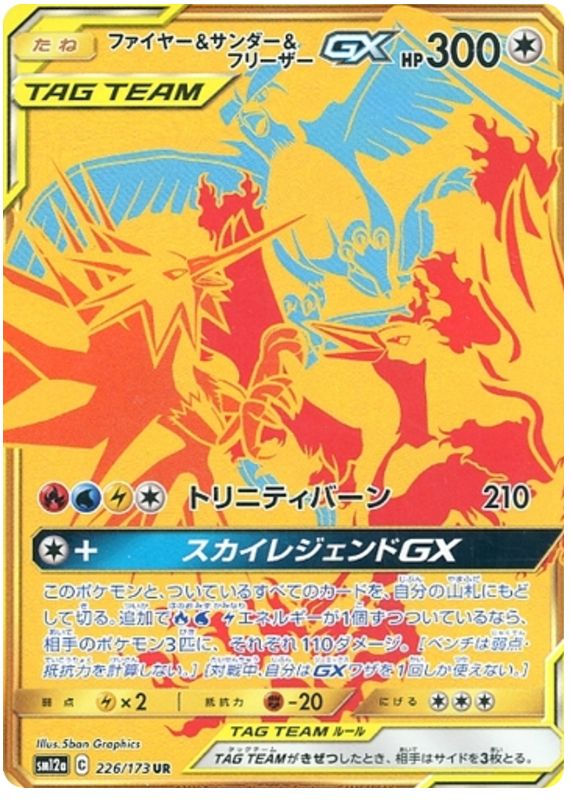 たね ファイヤー&サンダー&フリーザー GX HP 300
TAG TEAM
トリニティバーン 210
+ スカイレジェンドGX
このポケモンと、ついているすべてのカードを、自分の山札にもど
して切る。追加でエネルギーが1個ずつついているなら、
相手のポケモン3匹に、それぞれ110ダメージ。[ベンチは弱点・
抵抗力を計算しない。] [対戦中、自分はGXワザを1回しか使えない。]
弱点 ×2 抵抗力 -20 にげる
TAG TEAM ルール
TAG TEAMがきぜつしたとき、相手はサイドを3枚とる。
Illus.5ban Graphics
sm12a C 226/173 UR